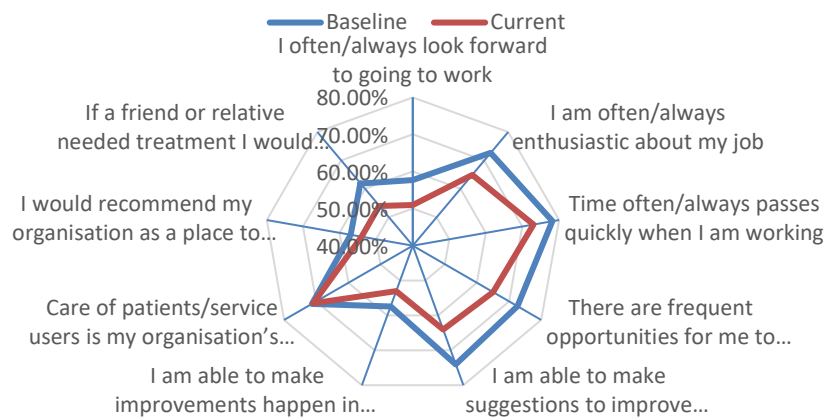 Baseline
Current
I often/always look forward
to going to work
I am often/always
enthusiastic about my job
Time often/always passes
quickly when I am working
There are frequent
opportunities for me to...
I am able to make
suggestions to improve...
I am able to make
improvements happen in...
Care of patients/service
users is my organisation's...
I would recommend my
organisation as a place to...
If a friend or relative
needed treatment I would...
80.00%
70.00%
60.00%
50.00%
40.00%